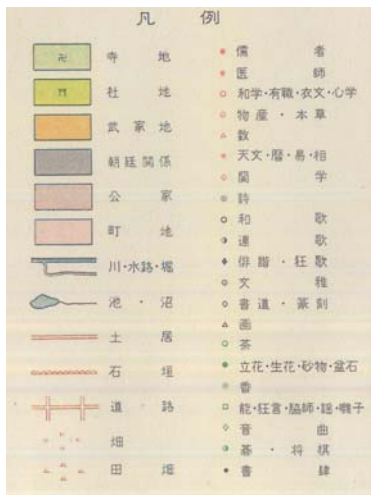 凡例
卍 寺地
社地
武家地
朝廷関係
公家
町地
川・水路・堀
池・沼
土居
石垣
道路
畑
田畑
儒者
医師
和学・有職・衣文・心学
物産・本草
数
天文・暦・易・相
蘭学
詩
和歌
連歌
俳諧・狂歌
文雅
書道・篆刻
画
茶
立花・生花・砂物・盆石
香
能・狂言・脇師・謡・囃子
音曲
碁・将棋
書肆